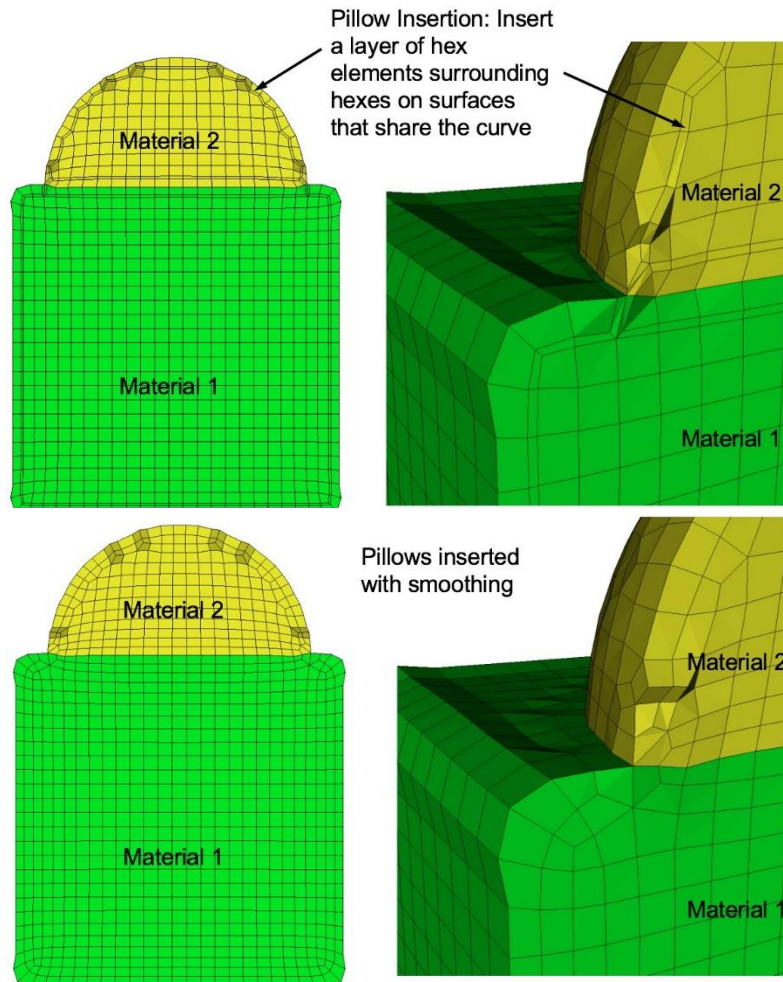 Pillow Insertion: Insert
a layer of hex
elements surrounding
hexes on surfaces
that share the curve
Material 2
Material 1
Material 2
Material 1
Pillows inserted
with smoothing
Material 2
Material 1
Material 2
Material 1